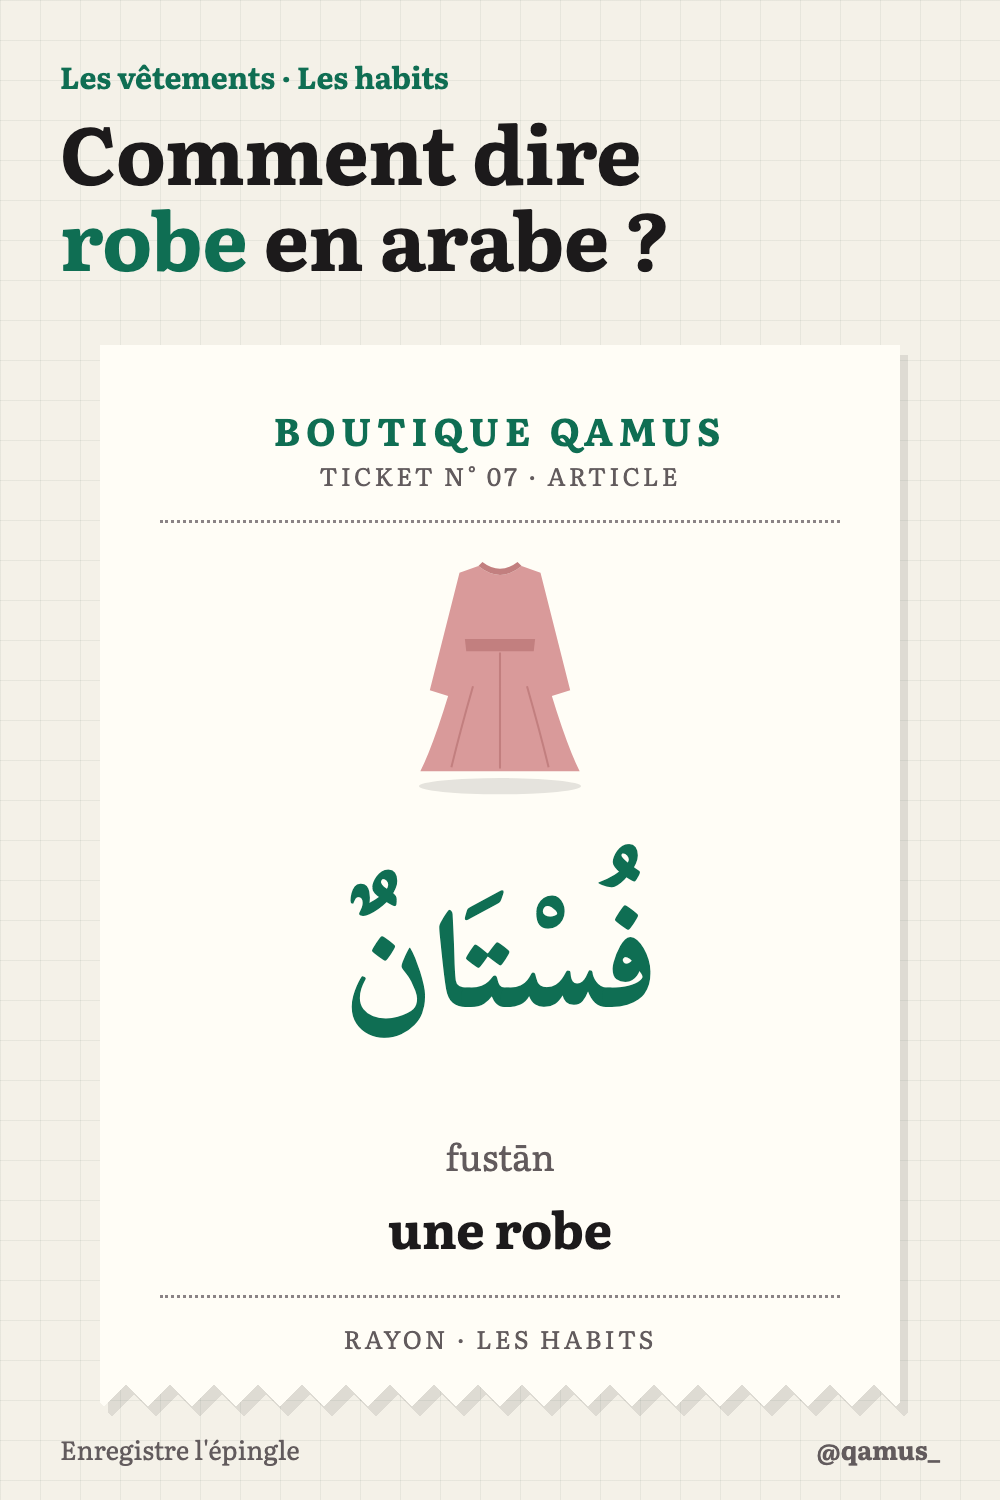 Les vêtements · Les habits
Comment dire
robe en arabe ?
BOUTIQUE QAMUS
TICKET N° 07 · ARTICLE
فُسْتَانٌ
fustān
une robe
RAYON · LES HABITS
Enregistre l'épingle
@qamus_